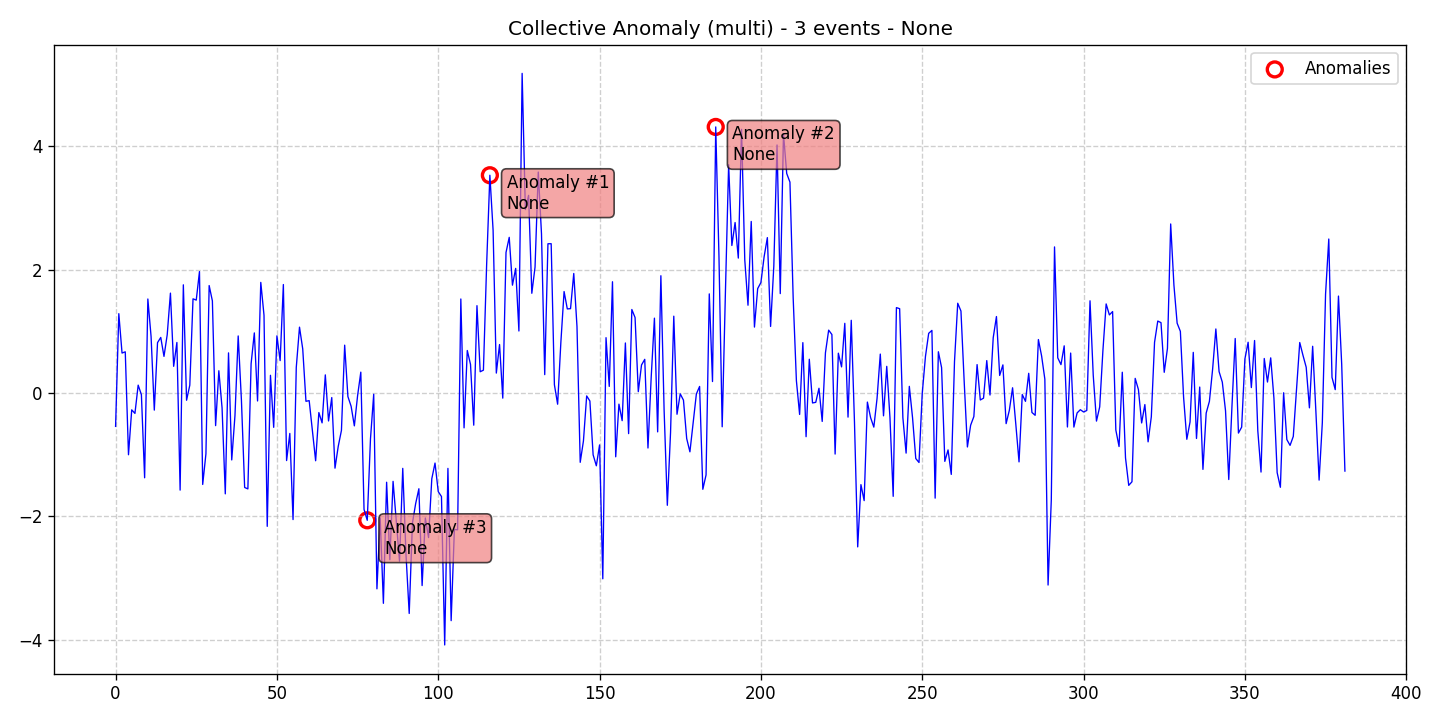 Collective Anomaly (multi) - 3 events - None
Anomalies
Anomaly #2
None
Anomaly #1
None
Anomaly #3
None
4
2
0
−2
−4
0 50 100 150 200 250 300 350 400